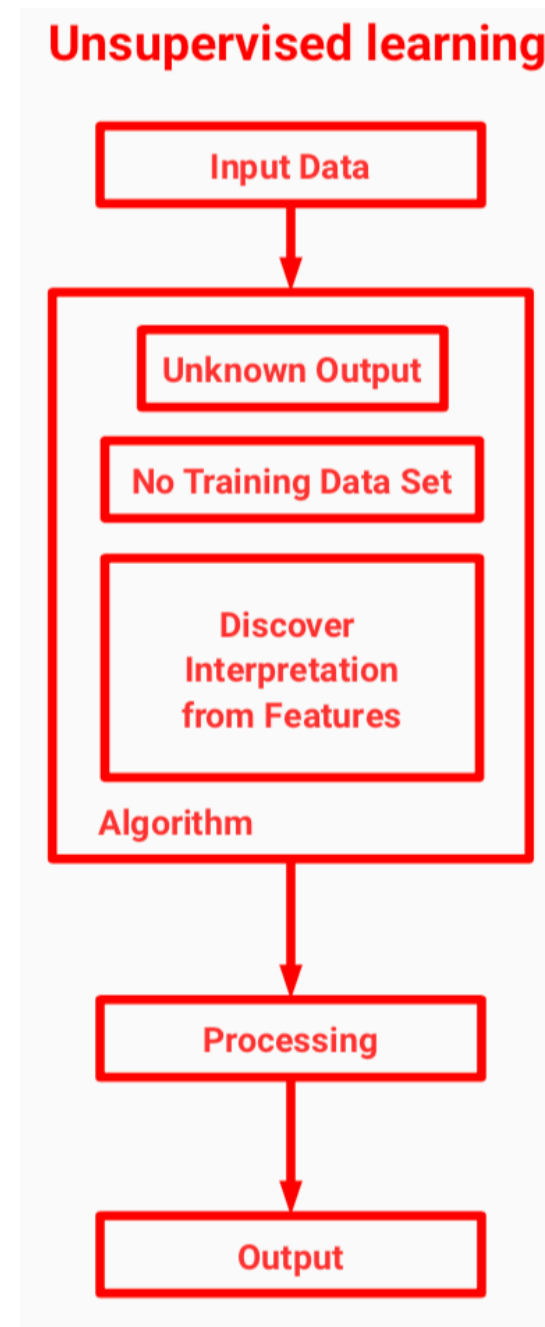 Unsupervised learning
Input Data
Unknown Output
No Training Data Set
Discover
Interpretation
from Features
Algorithm
Processing
Output